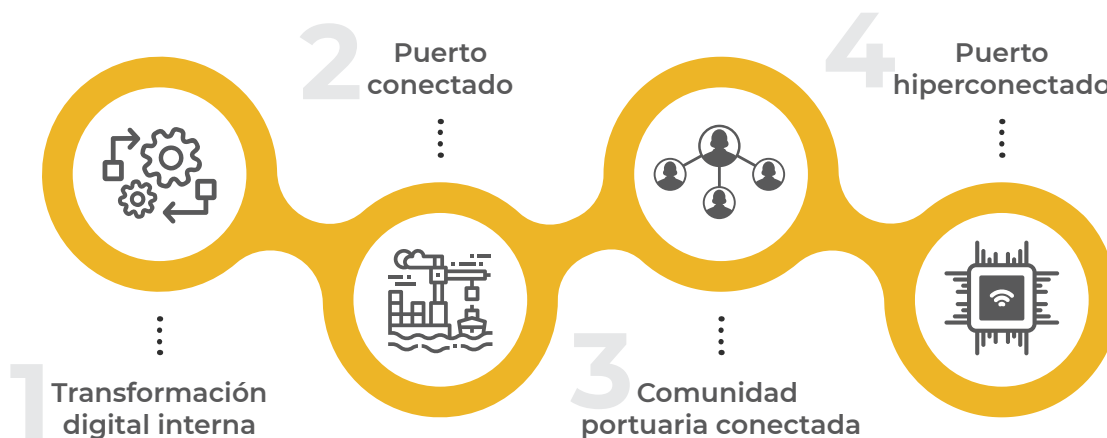 1
Transformación
digital interna
2
Puerto
conectado
3
Comunidad
portuaria conectada
4
Puerto
hiperconectado